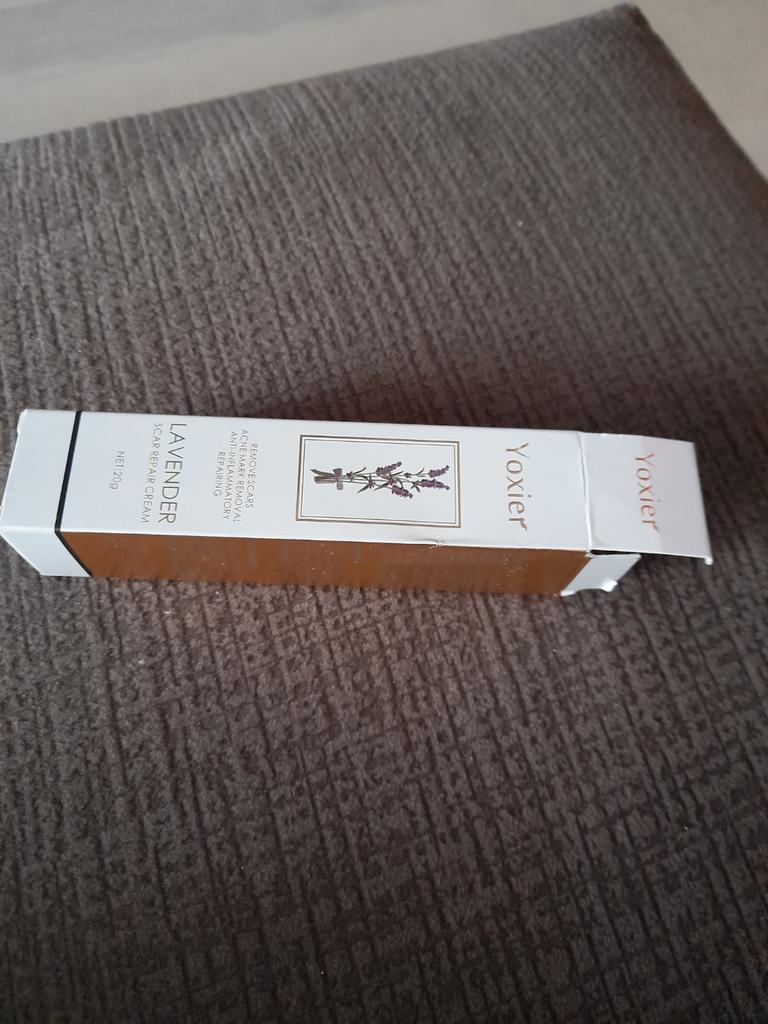 Yoxier
Yoxier
REMOVE SCARS
ACNE MARK REMOVAL
ANTI-INFLAMMATORY
REPAIRING
LAVENDER
SCAR REPAIR CREAM
NET:20g